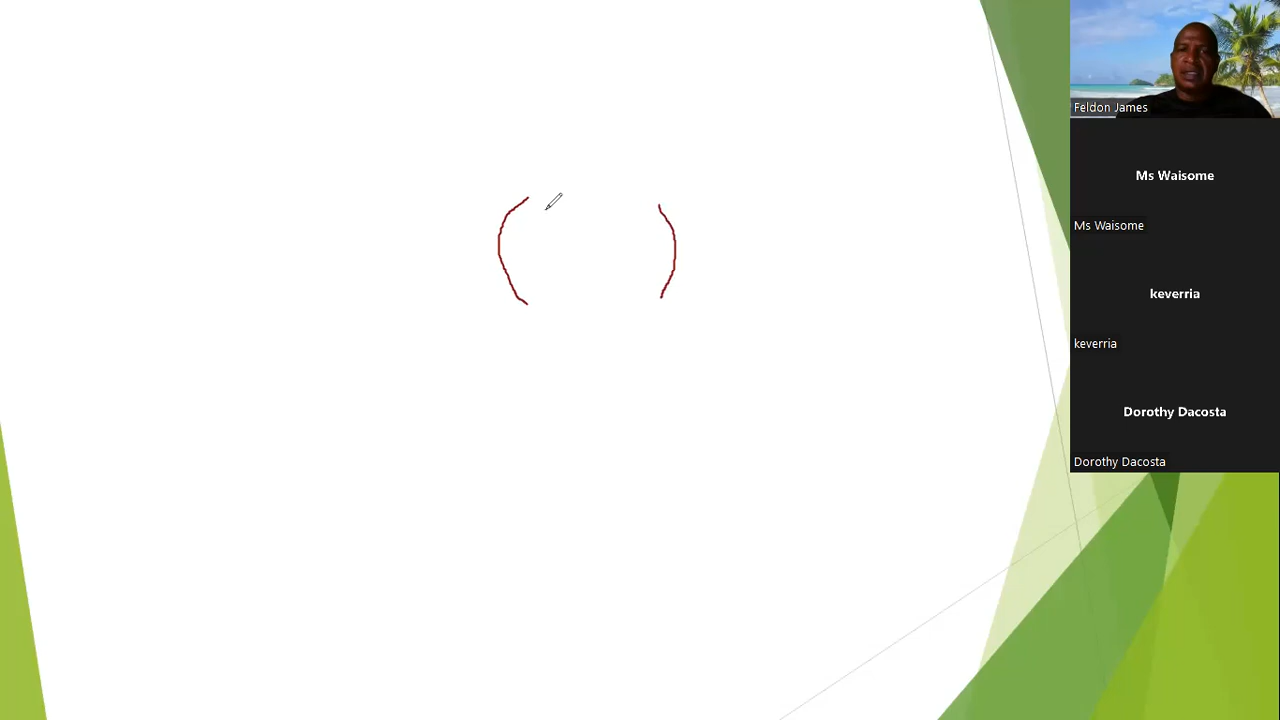 ( )
Feldon James
Ms Waisome
Ms Waisome
keverria
keverria
Dorothy Dacosta
Dorothy Dacosta